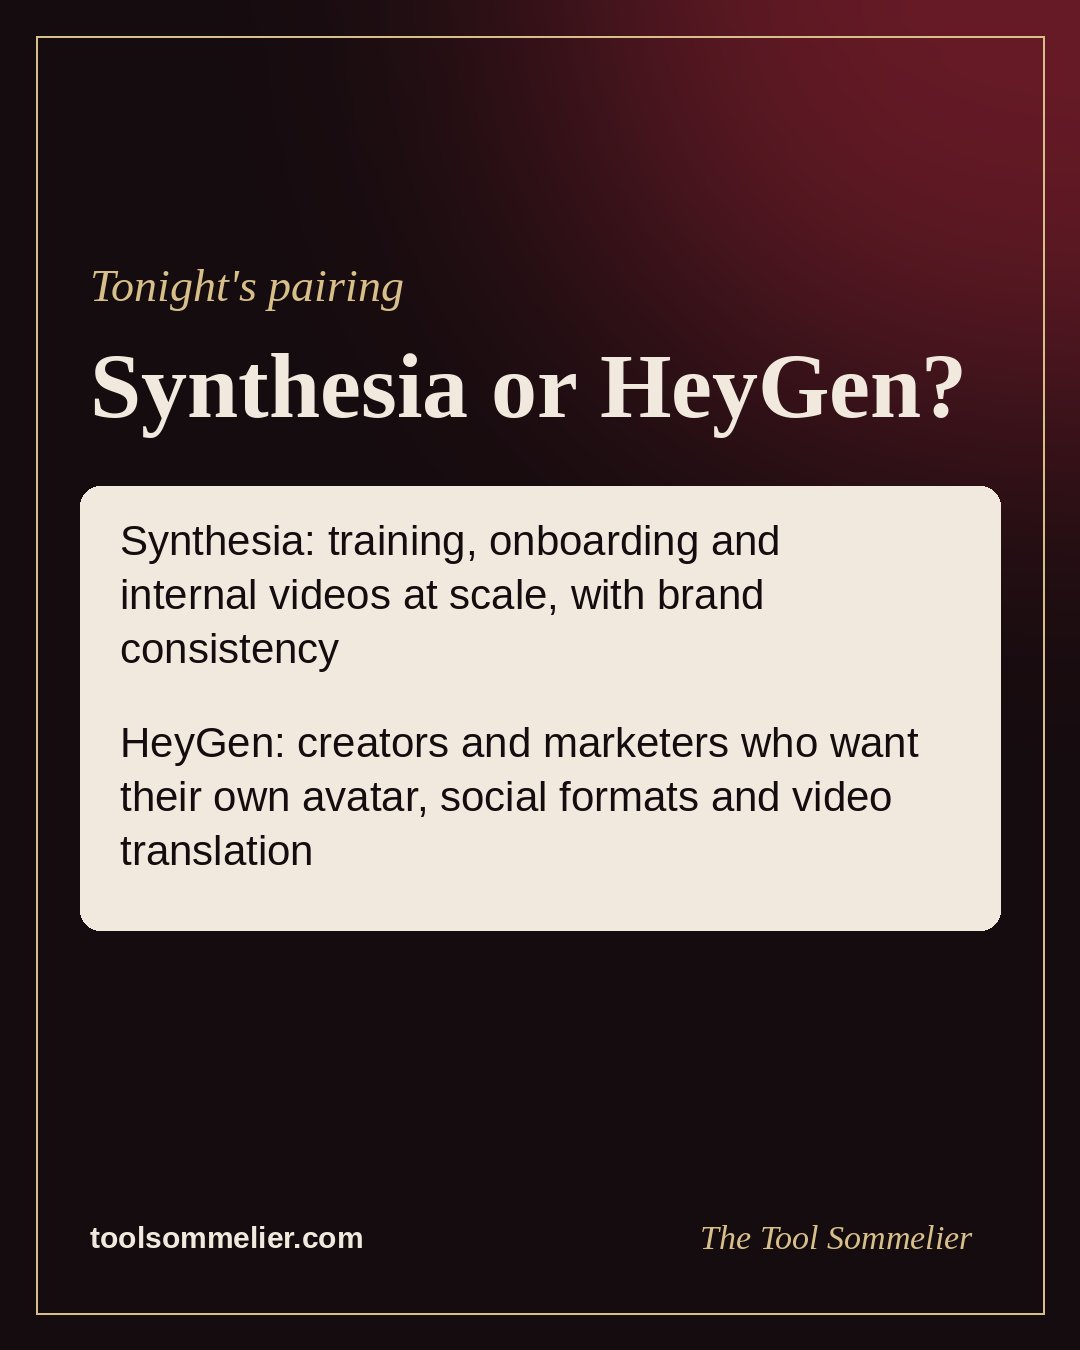 Tonight's pairing
Synthesia or HeyGen?
Synthesia: training, onboarding and
internal videos at scale, with brand
consistency
HeyGen: creators and marketers who want
their own avatar, social formats and video
translation
toolsommelier.com
The Tool Sommelier